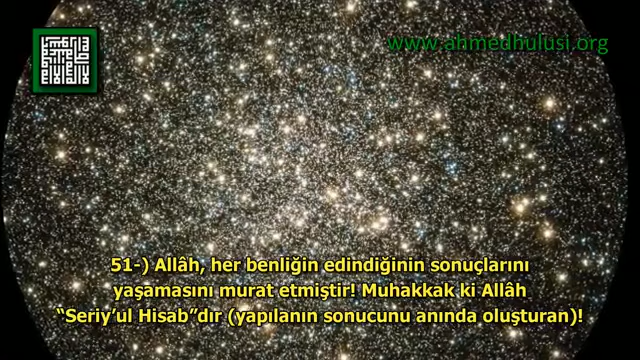 www.ahmedhulusi.org
51-) Allâh, her benliğin edindiğinin sonuçlarını
yaşamasını murat etmiştir! Muhakkak ki Allâh
“Seriy’ul Hisab”dır (yapılanın sonucunu anında oluşturan)!